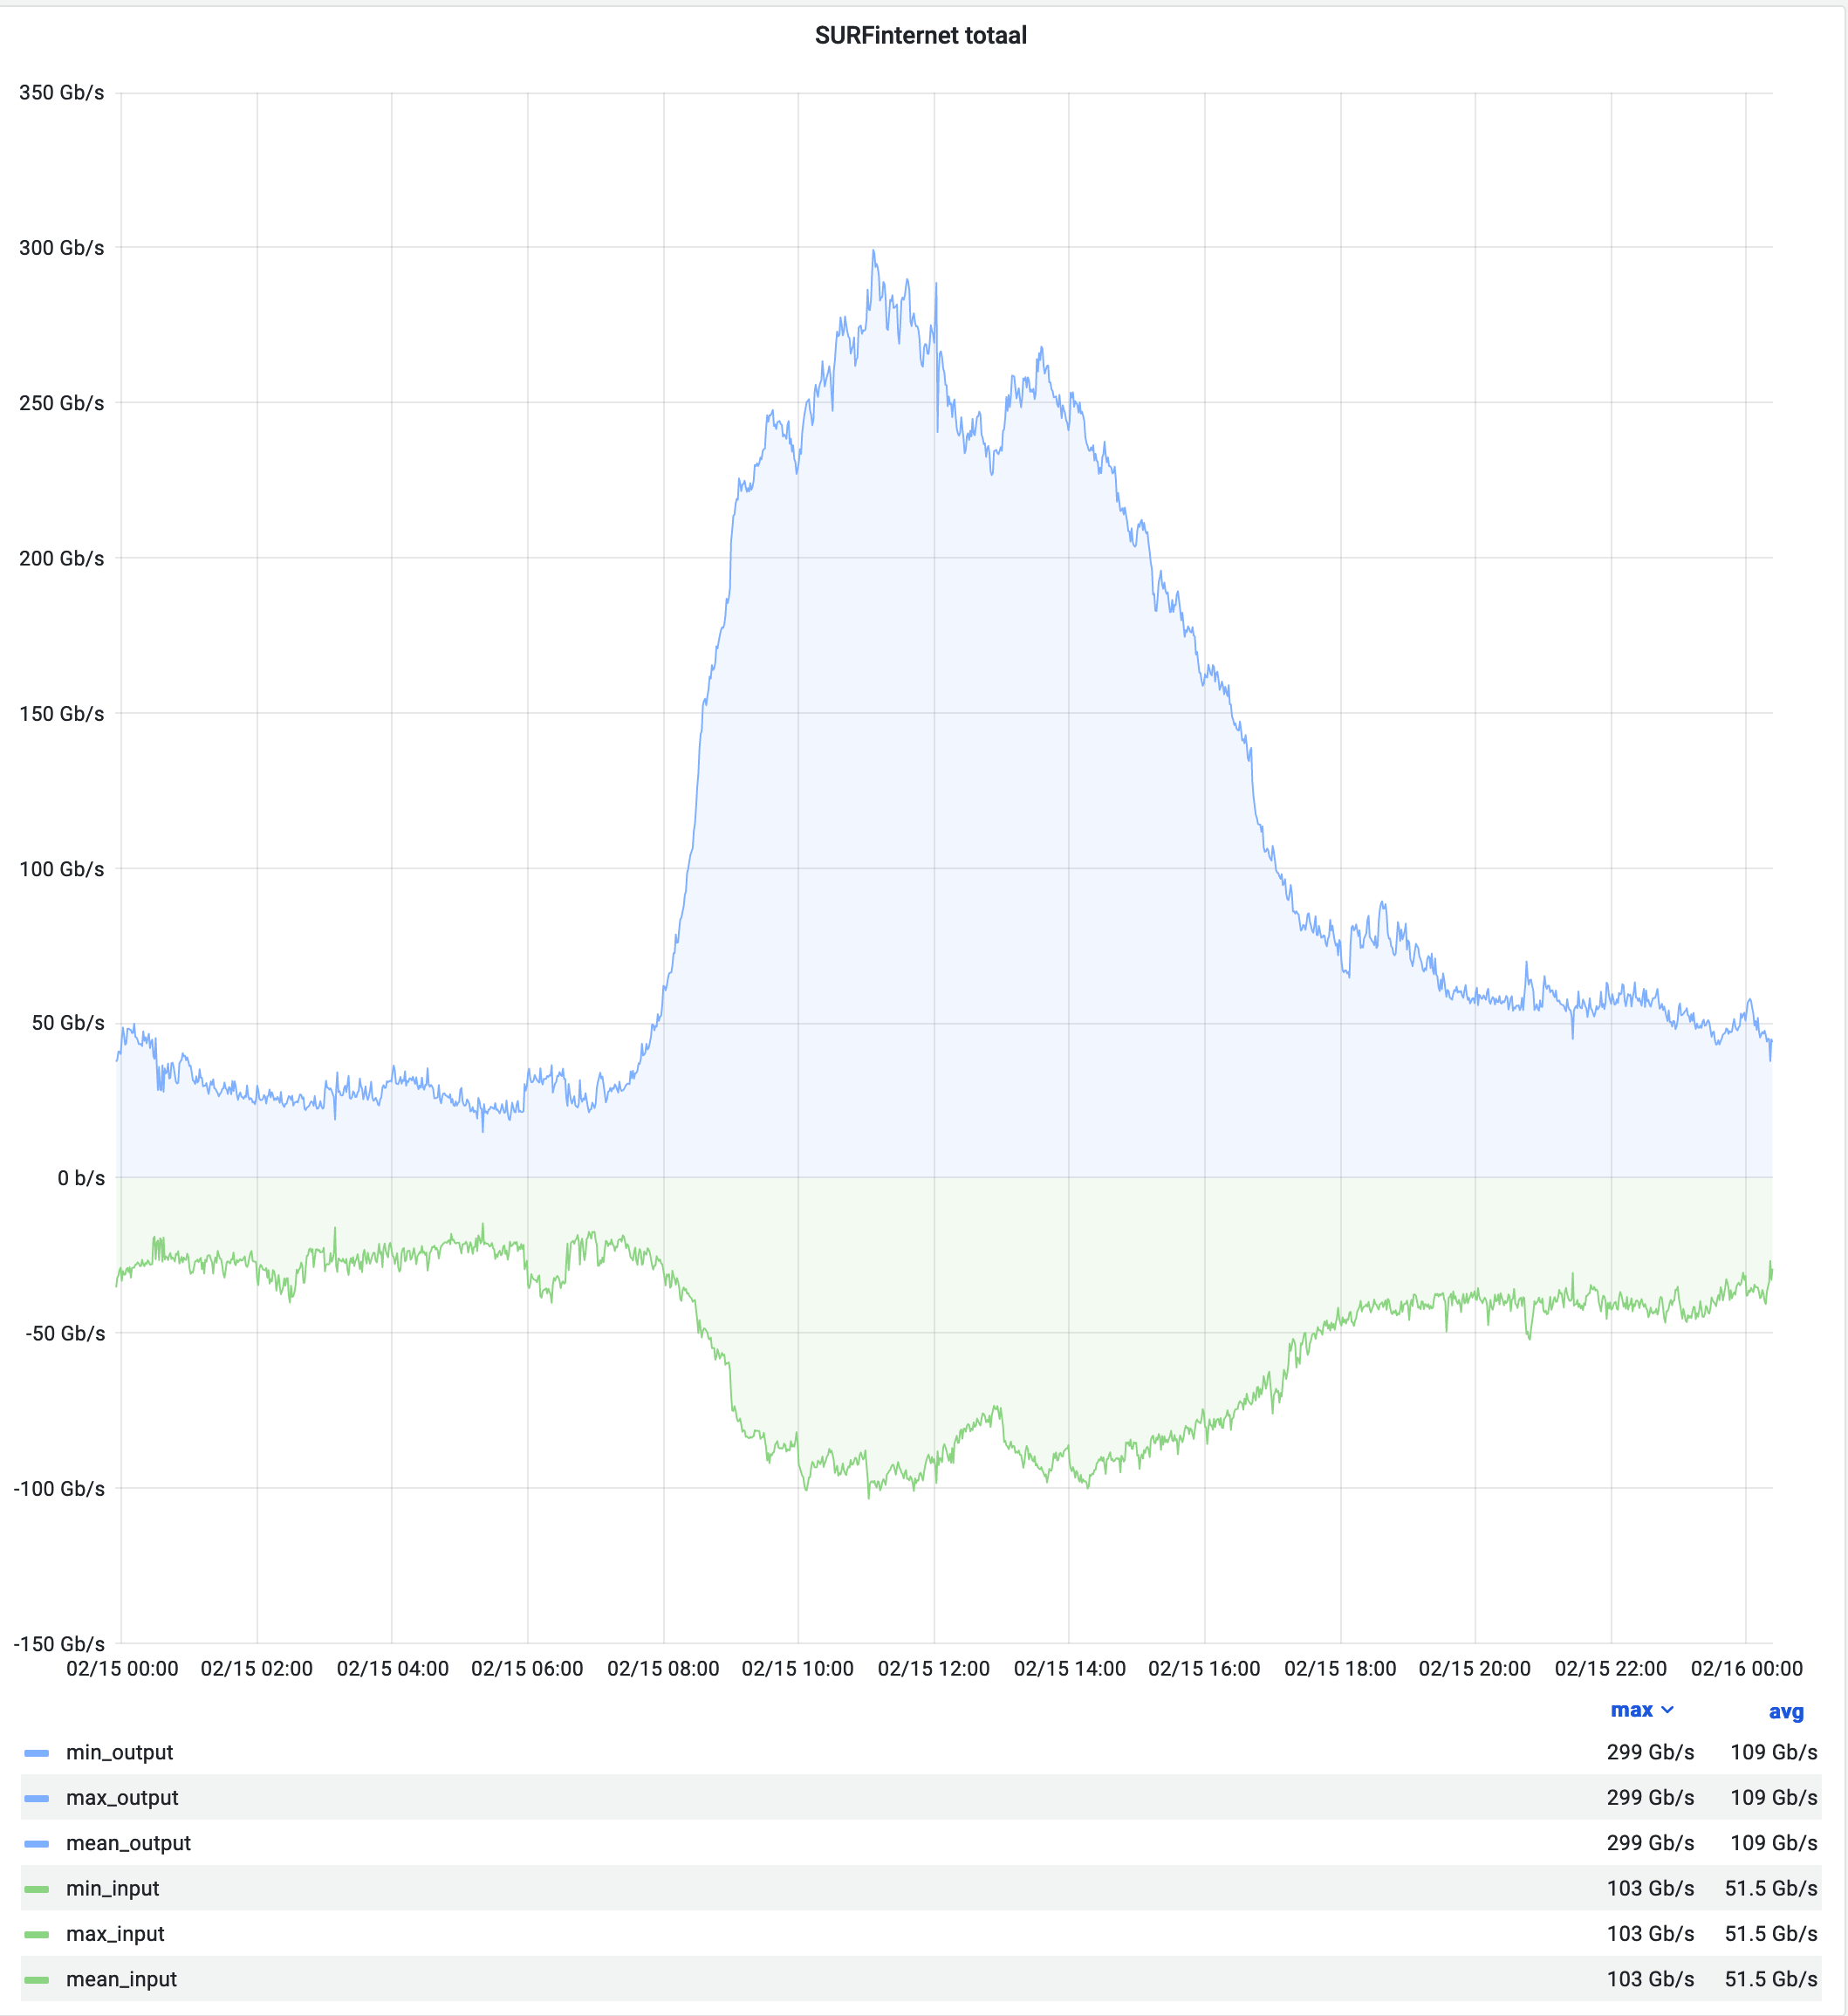 SURFinternet totaal
350 Gb/s
300 Gb/s
250 Gb/s
200 Gb/s
150 Gb/s
100 Gb/s
50 Gb/s
0 b/s
-50 Gb/s
-100 Gb/s
-150 Gb/s
02/15 00:00 02/15 02:00 02/15 04:00 02/15 06:00 02/15 08:00 02/15 10:00 02/15 12:00 02/15 14:00 02/15 16:00 02/15 18:00 02/15 20:00 02/15 22:00 02/16 00:00
max avg
min_output 299 Gb/s 109 Gb/s
max_output 299 Gb/s 109 Gb/s
mean_output 299 Gb/s 109 Gb/s
min_input 103 Gb/s 51.5 Gb/s
max_input 103 Gb/s 51.5 Gb/s
mean_input 103 Gb/s 51.5 Gb/s